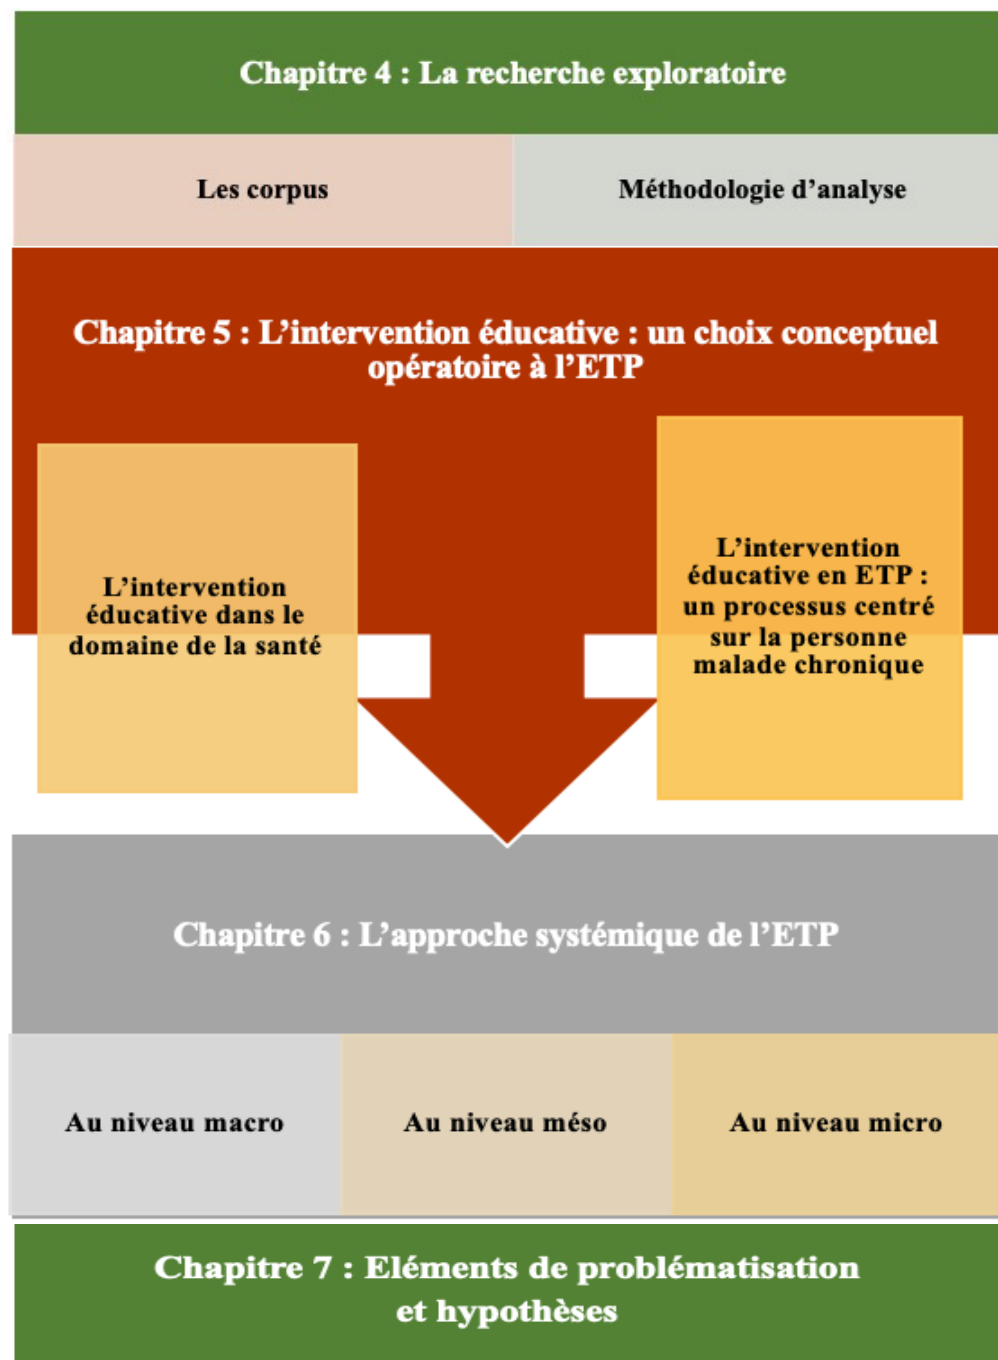 Chapitre 4 : La recherche exploratoire
Les corpus
Méthodologie d’analyse
Chapitre 5 : L’intervention éducative : un choix conceptuel
opératoire à l’ETP
L’intervention
éducative dans le
domaine de la santé
L’intervention
éducative en ETP :
un processus centré
sur la personne
malade chronique
Chapitre 6 : L’approche systémique de l’ETP
Au niveau macro
Au niveau méso
Au niveau micro
Chapitre 7 : Eléments de problématisation
et hypothèses